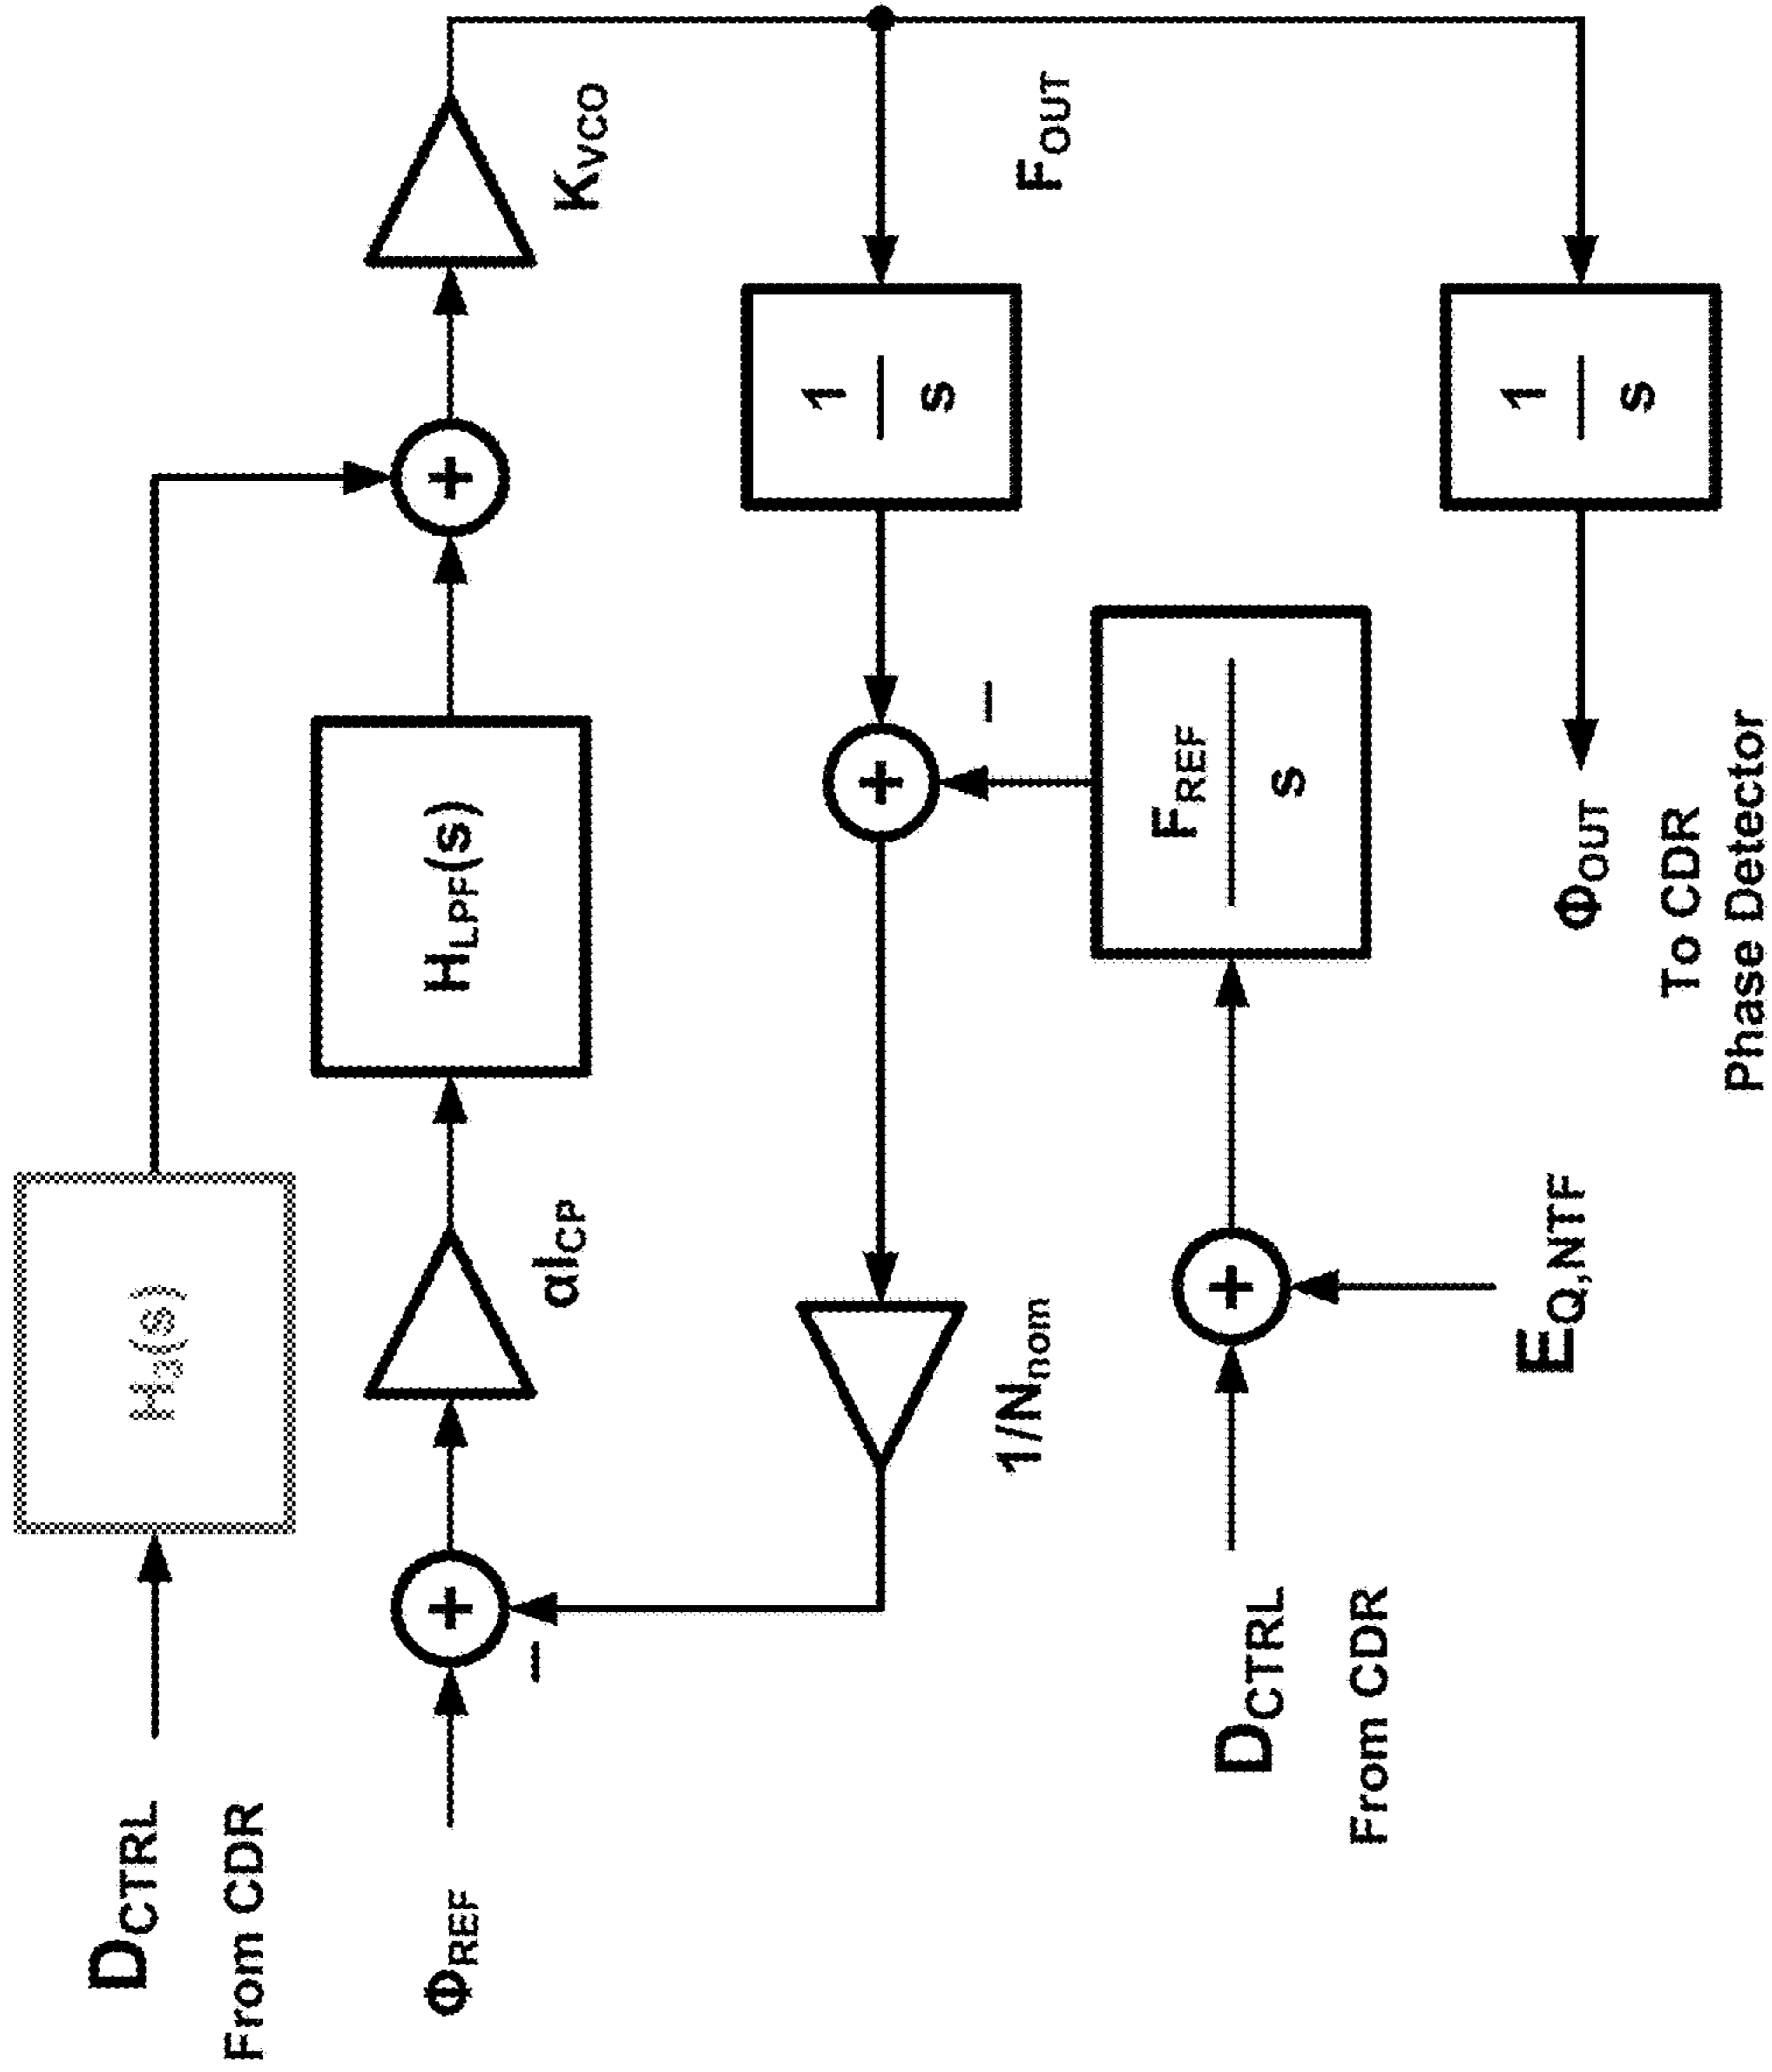 DCTRL
From CDR
H3(s)
ΦREF
+
−
αICP
HLPF(s)
+
KVCO
1/Nnom
+
−
1
s
FOUT
DCTRL
From CDR
+
EQ,NTF
FREF
s
1
s
ΦOUT
To CDR
Phase Detector